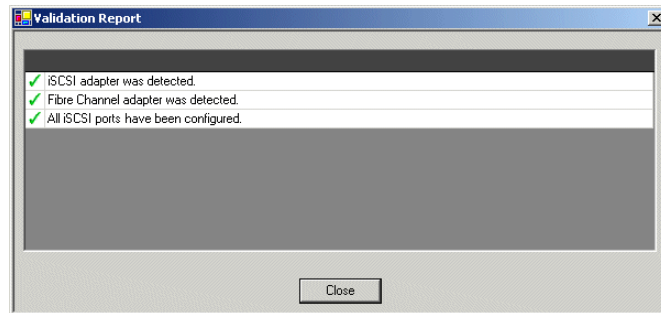 Validation Report
iSCSI adapter was detected.
Fibre Channel adapter was detected.
All iSCSI ports have been configured.
Close